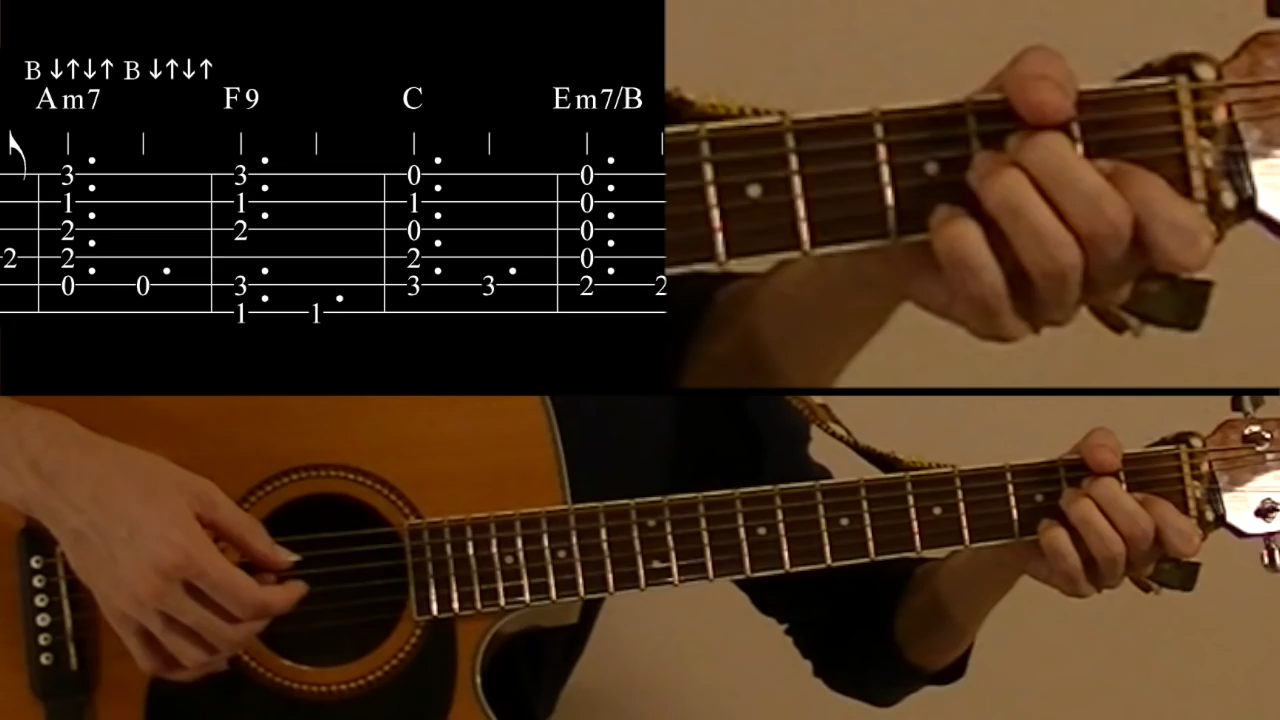 B ↓↑↓↑ B ↓↑↓↑
Am7 F9 C Em7/B
3 3 0 0
1 1 1 0
2 2 0 0
2 2 2 0
0 0 3 3 3 2 2
1 1